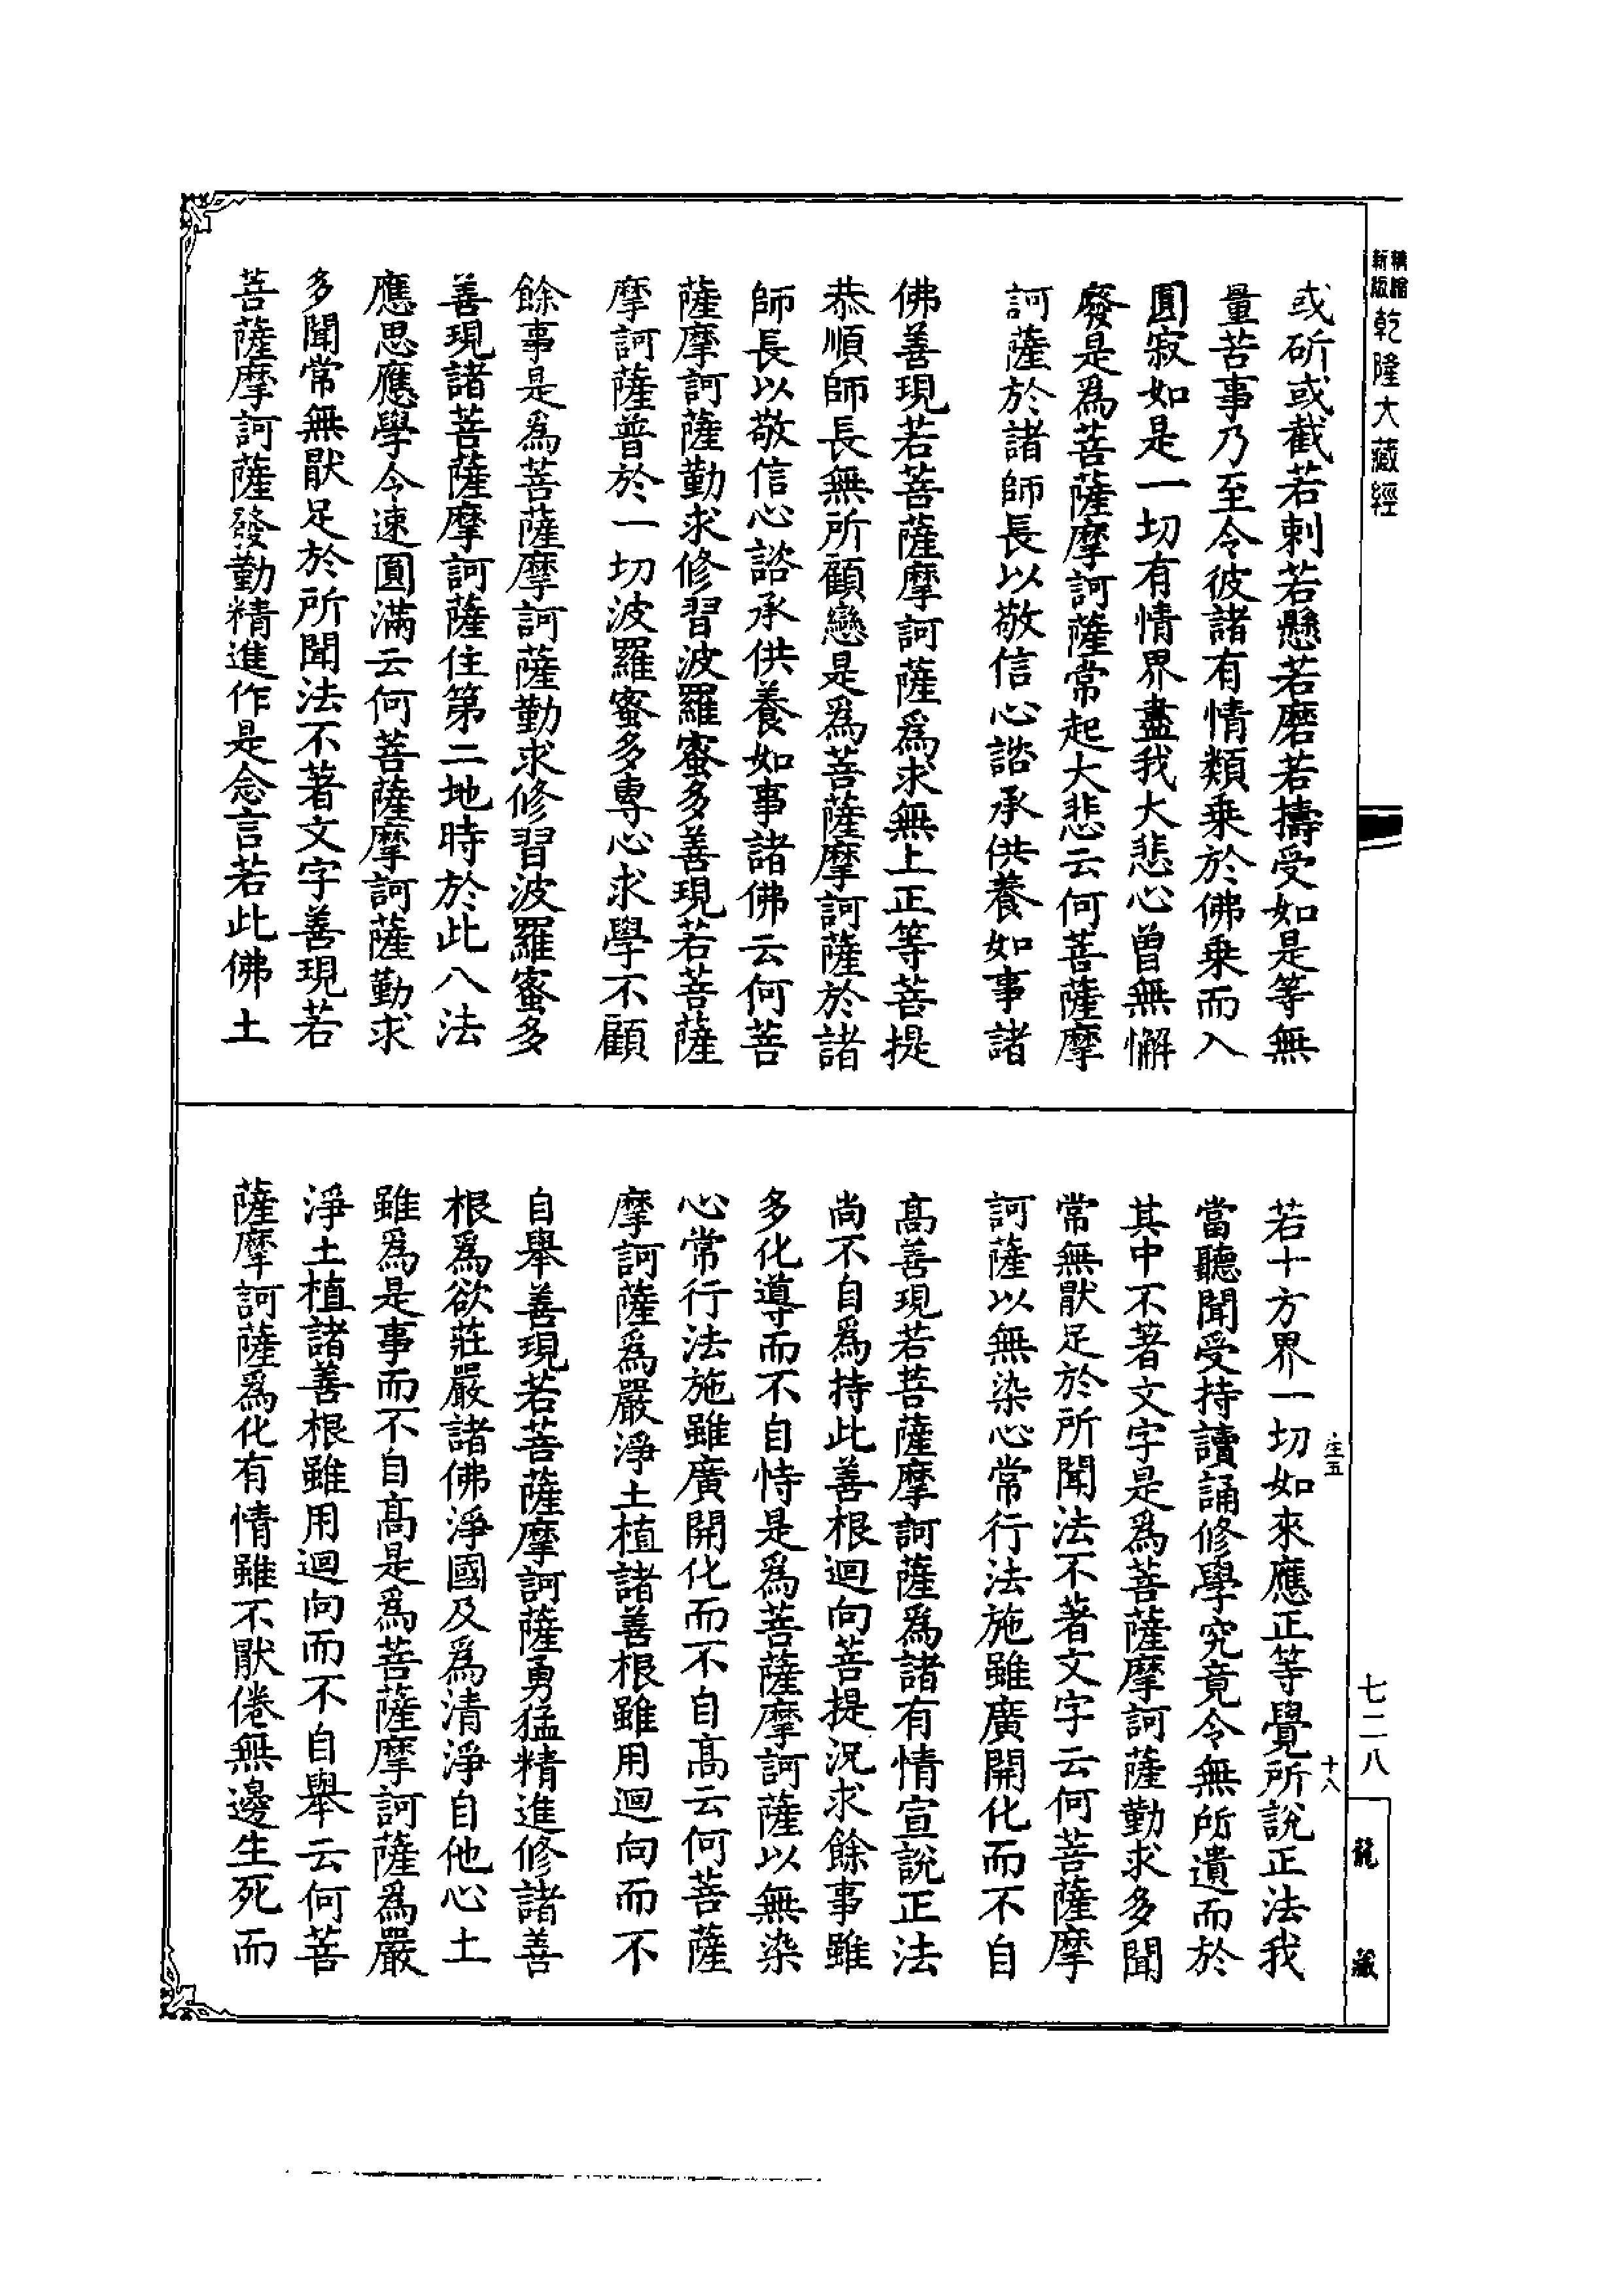 精縮
新版
乾隆大藏經
或斫或截若刺若懸若磨若擣受如是等無
量苦事乃至令彼諸有情類乗於佛乗而入
圓寂如是一切有情界盡我大悲心曾無懈
廢是爲菩薩摩訶薩常起大悲云何菩薩摩
訶薩於諸師長以敬信心諮承供養如事諸
佛善現若菩薩摩訶薩爲求無上正等菩提
恭順師長無所顧戀是爲菩薩摩訶薩於諸
師長以敬信心諮承供養如事諸佛云何菩
薩摩訶薩勤求修習波羅蜜多善現若菩薩
摩訶薩普於一切波羅蜜多專心求學不顧
餘事是爲菩薩摩訶薩勤求修習波羅蜜多
善現諸菩薩摩訶薩住第二地時於此八法
應思應學令速圓滿云何菩薩摩訶薩勤求
多聞常無猒足於所聞法不著文字善現若
菩薩摩訶薩發勤精進作是念言若此佛土
若十方界一切如來應正等覺所說正法我
當聽聞受持讀誦修學究竟令無所遺而於
其中不著文字是爲菩薩摩訶薩勤求多聞
常無猒足於所聞法不著文字云何菩薩摩
訶薩以無染心常行法施雖廣開化而不自
高善現若菩薩摩訶薩爲諸有情宣說正法
尚不自爲持此善根迴向菩提況求餘事雖
多化導而不自恃是爲菩薩摩訶薩以無染
心常行法施雖廣開化而不自高云何菩薩
摩訶薩爲嚴淨土植諸善根雖用迴向而不
自舉善現若菩薩摩訶薩勇猛精進修諸善
根爲欲莊嚴諸佛淨國及爲清淨自他心土
雖爲是事而不自高是爲菩薩摩訶薩爲嚴
淨土植諸善根雖用迴向而不自舉云何菩
薩摩訶薩爲化有情雖不猒倦無邊生死而
五
十八
七二八
龍藏